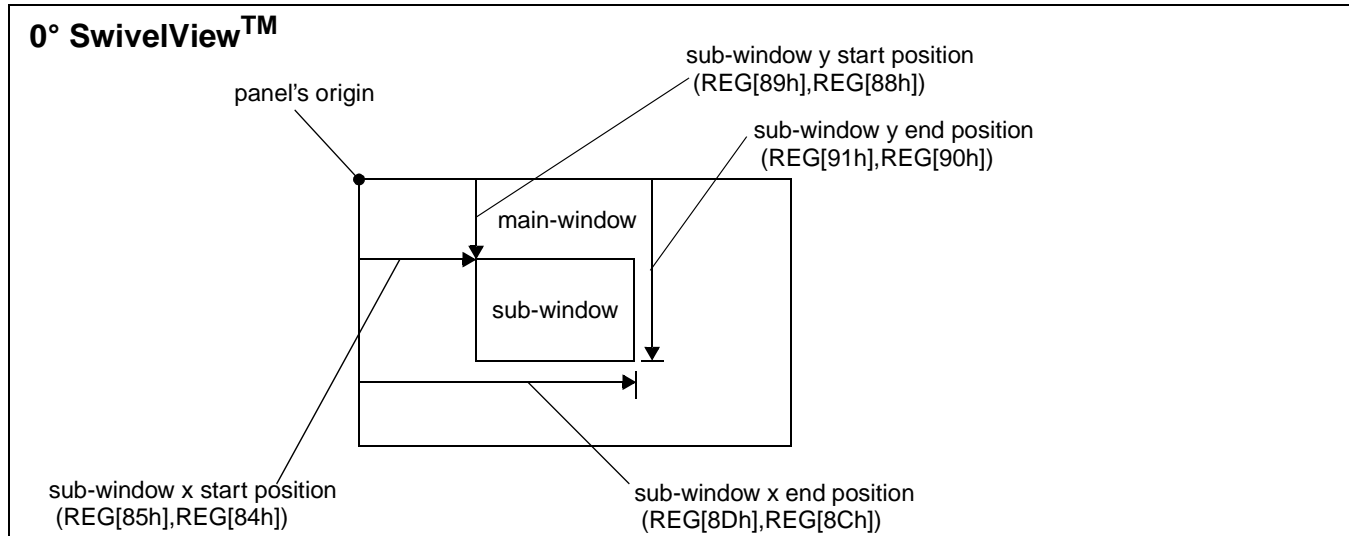 0° SwivelView™
sub-window y start position
(REG[89h],REG[88h])
panel's origin
sub-window y end position
(REG[91h],REG[90h])
main-window
sub-window
sub-window x start position
(REG[85h],REG[84h])
sub-window x end position
(REG[8Dh],REG[8Ch])